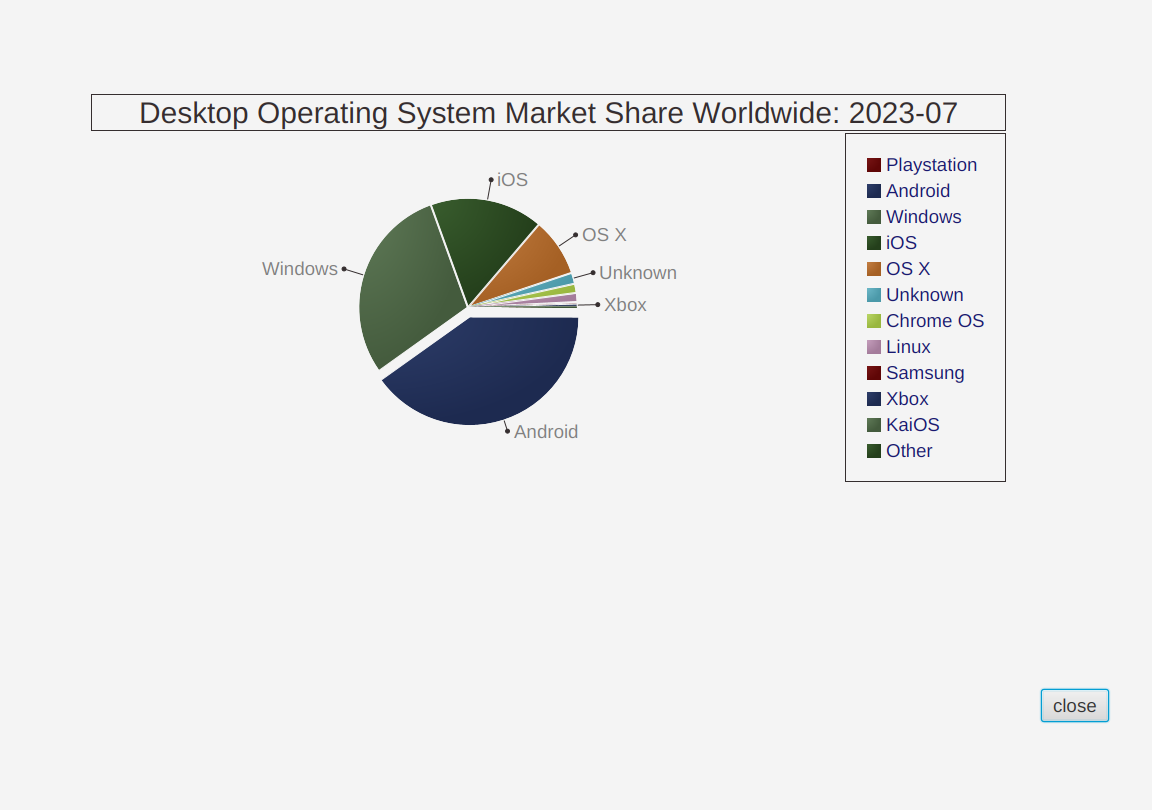 Desktop Operating System Market Share Worldwide: 2023-07
iOS
OS X
Windows
Unknown
Xbox
Android
Playstation
Android
Windows
iOS
OS X
Unknown
Chrome OS
Linux
Samsung
Xbox
KaiOS
Other
close